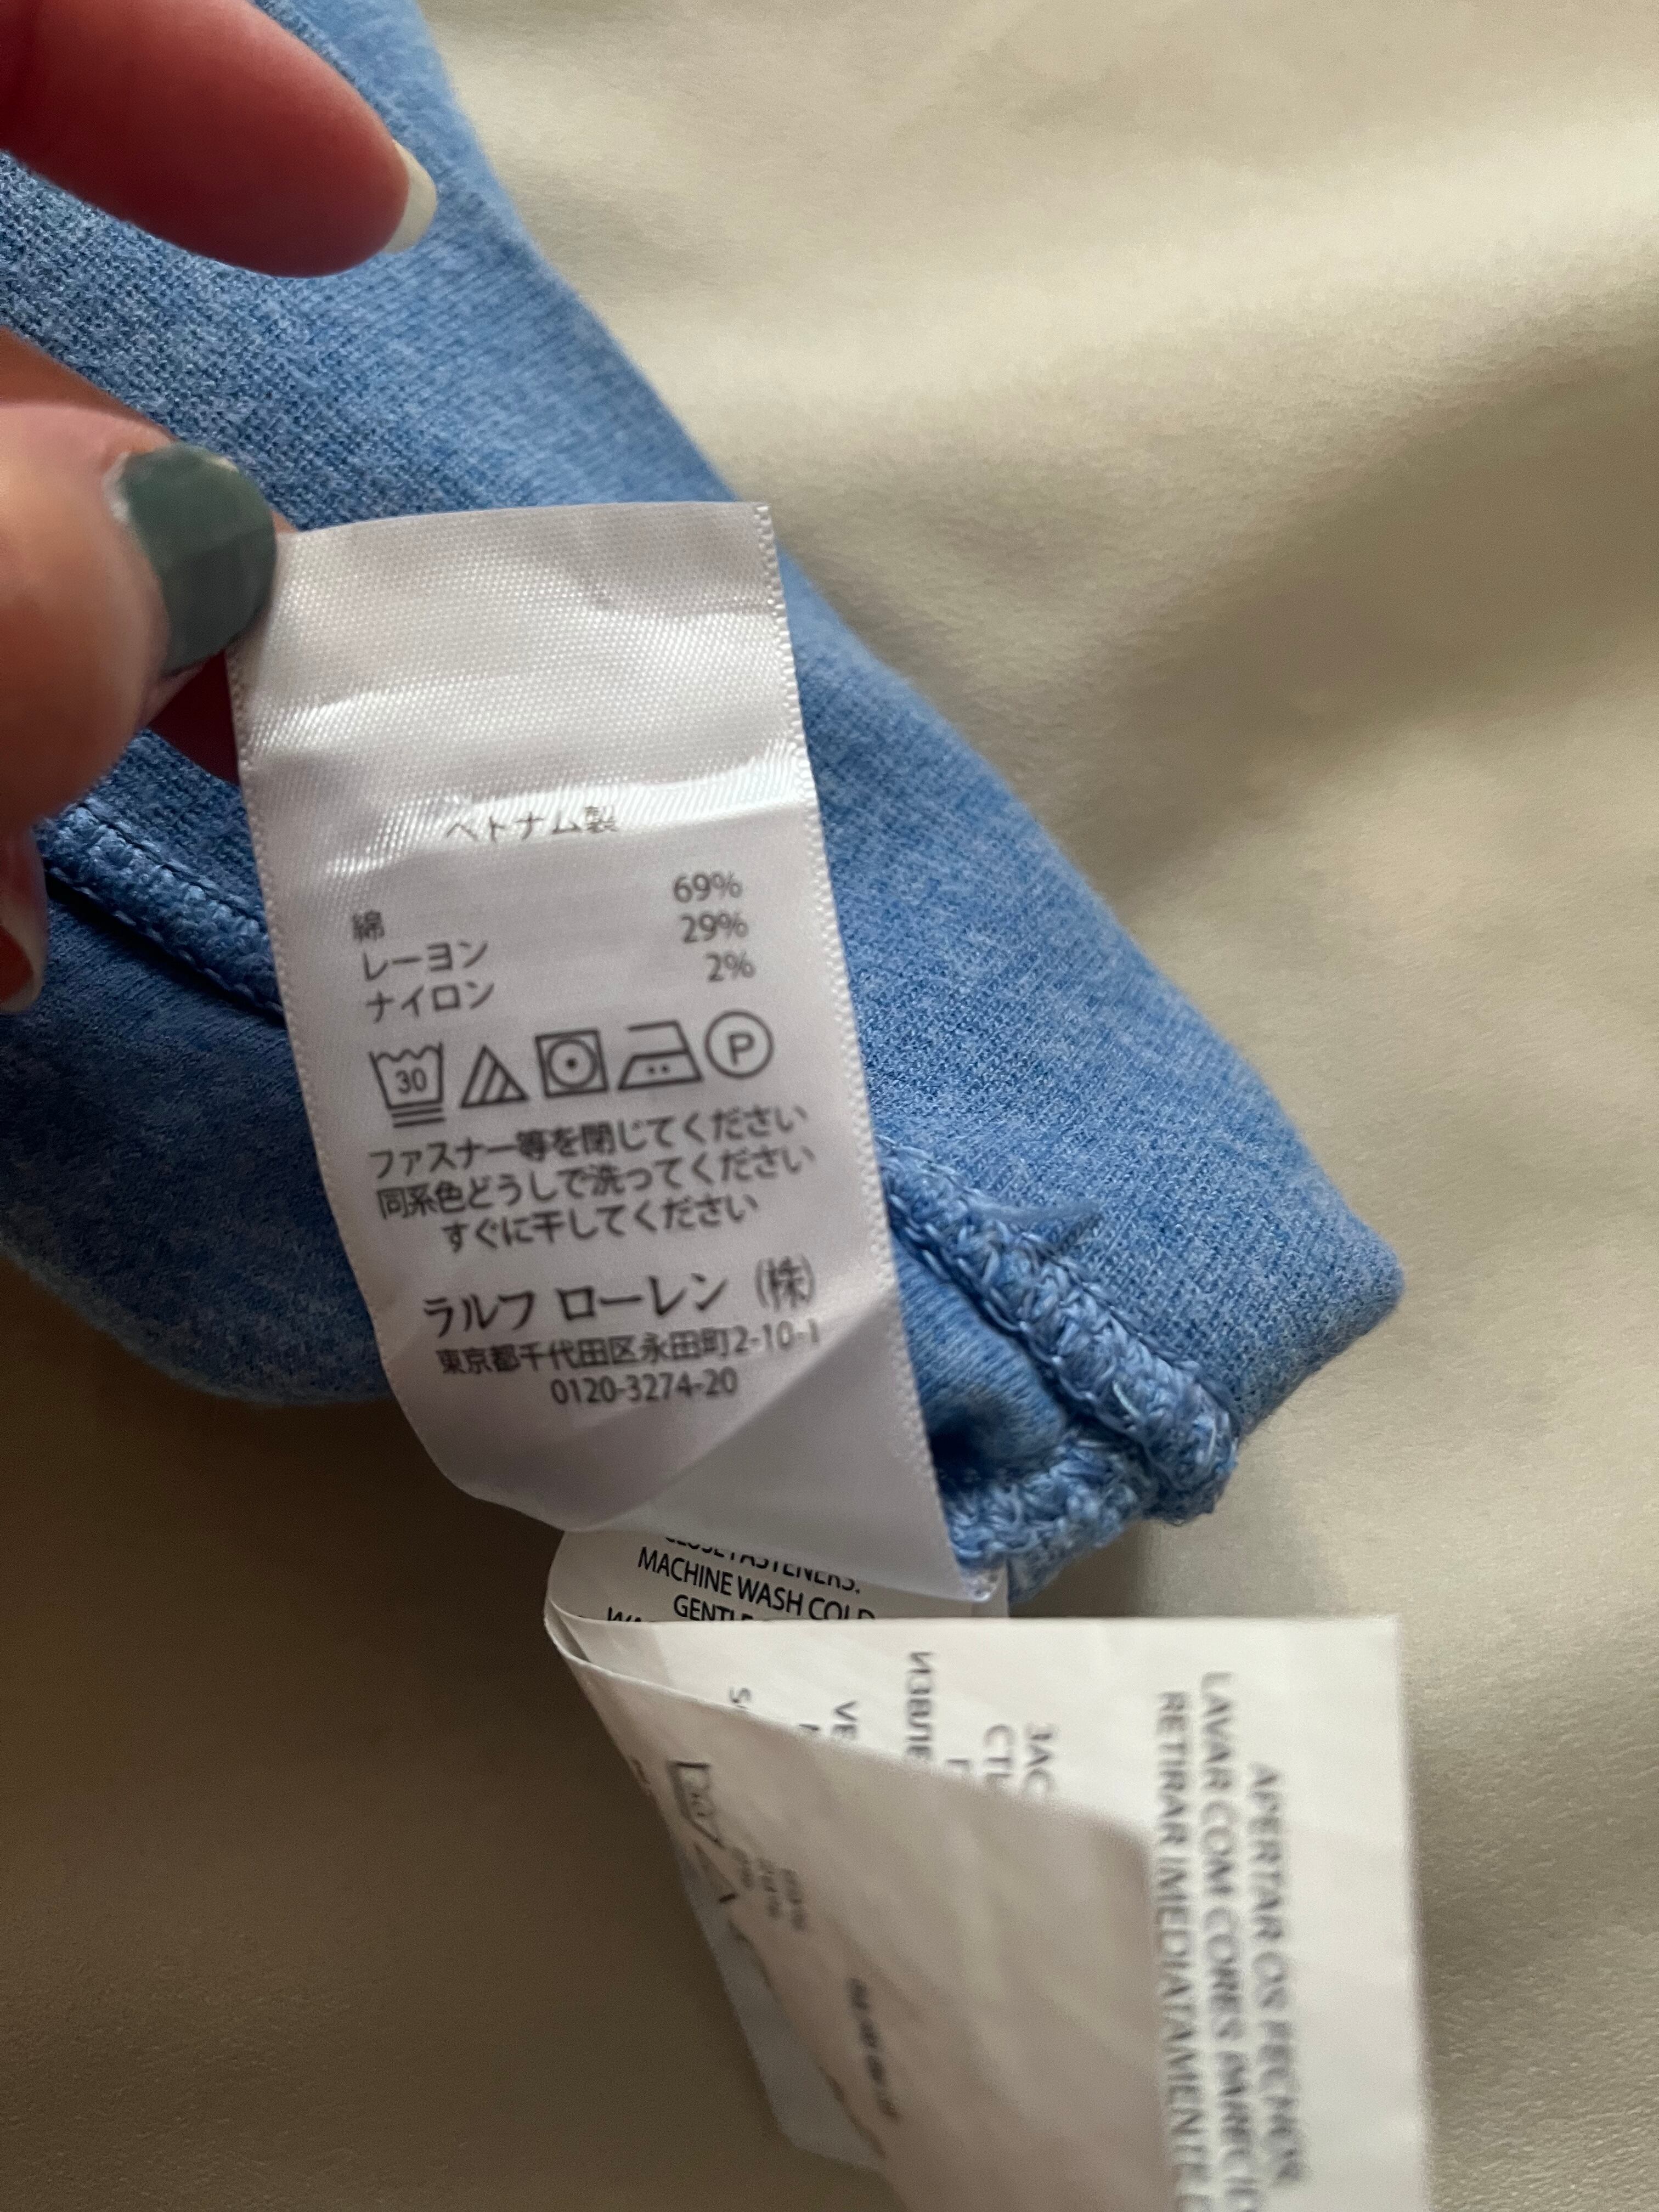 ベトナム製
綿 69%
レーヨン 29%
ナイロン 2%
30
P
ファスナー等を閉じてください
同系色どうしで洗ってください
すぐに干してください
ラルフ ローレン (株)
東京都千代田区永田町2-10-1
0120-3274-20
CLOSE FASTENERS.
MACHINE WASH COLD
APERTAR OS FECHOS
LAVAR COM CORES
RETIRAR IMEDIATAMENTE